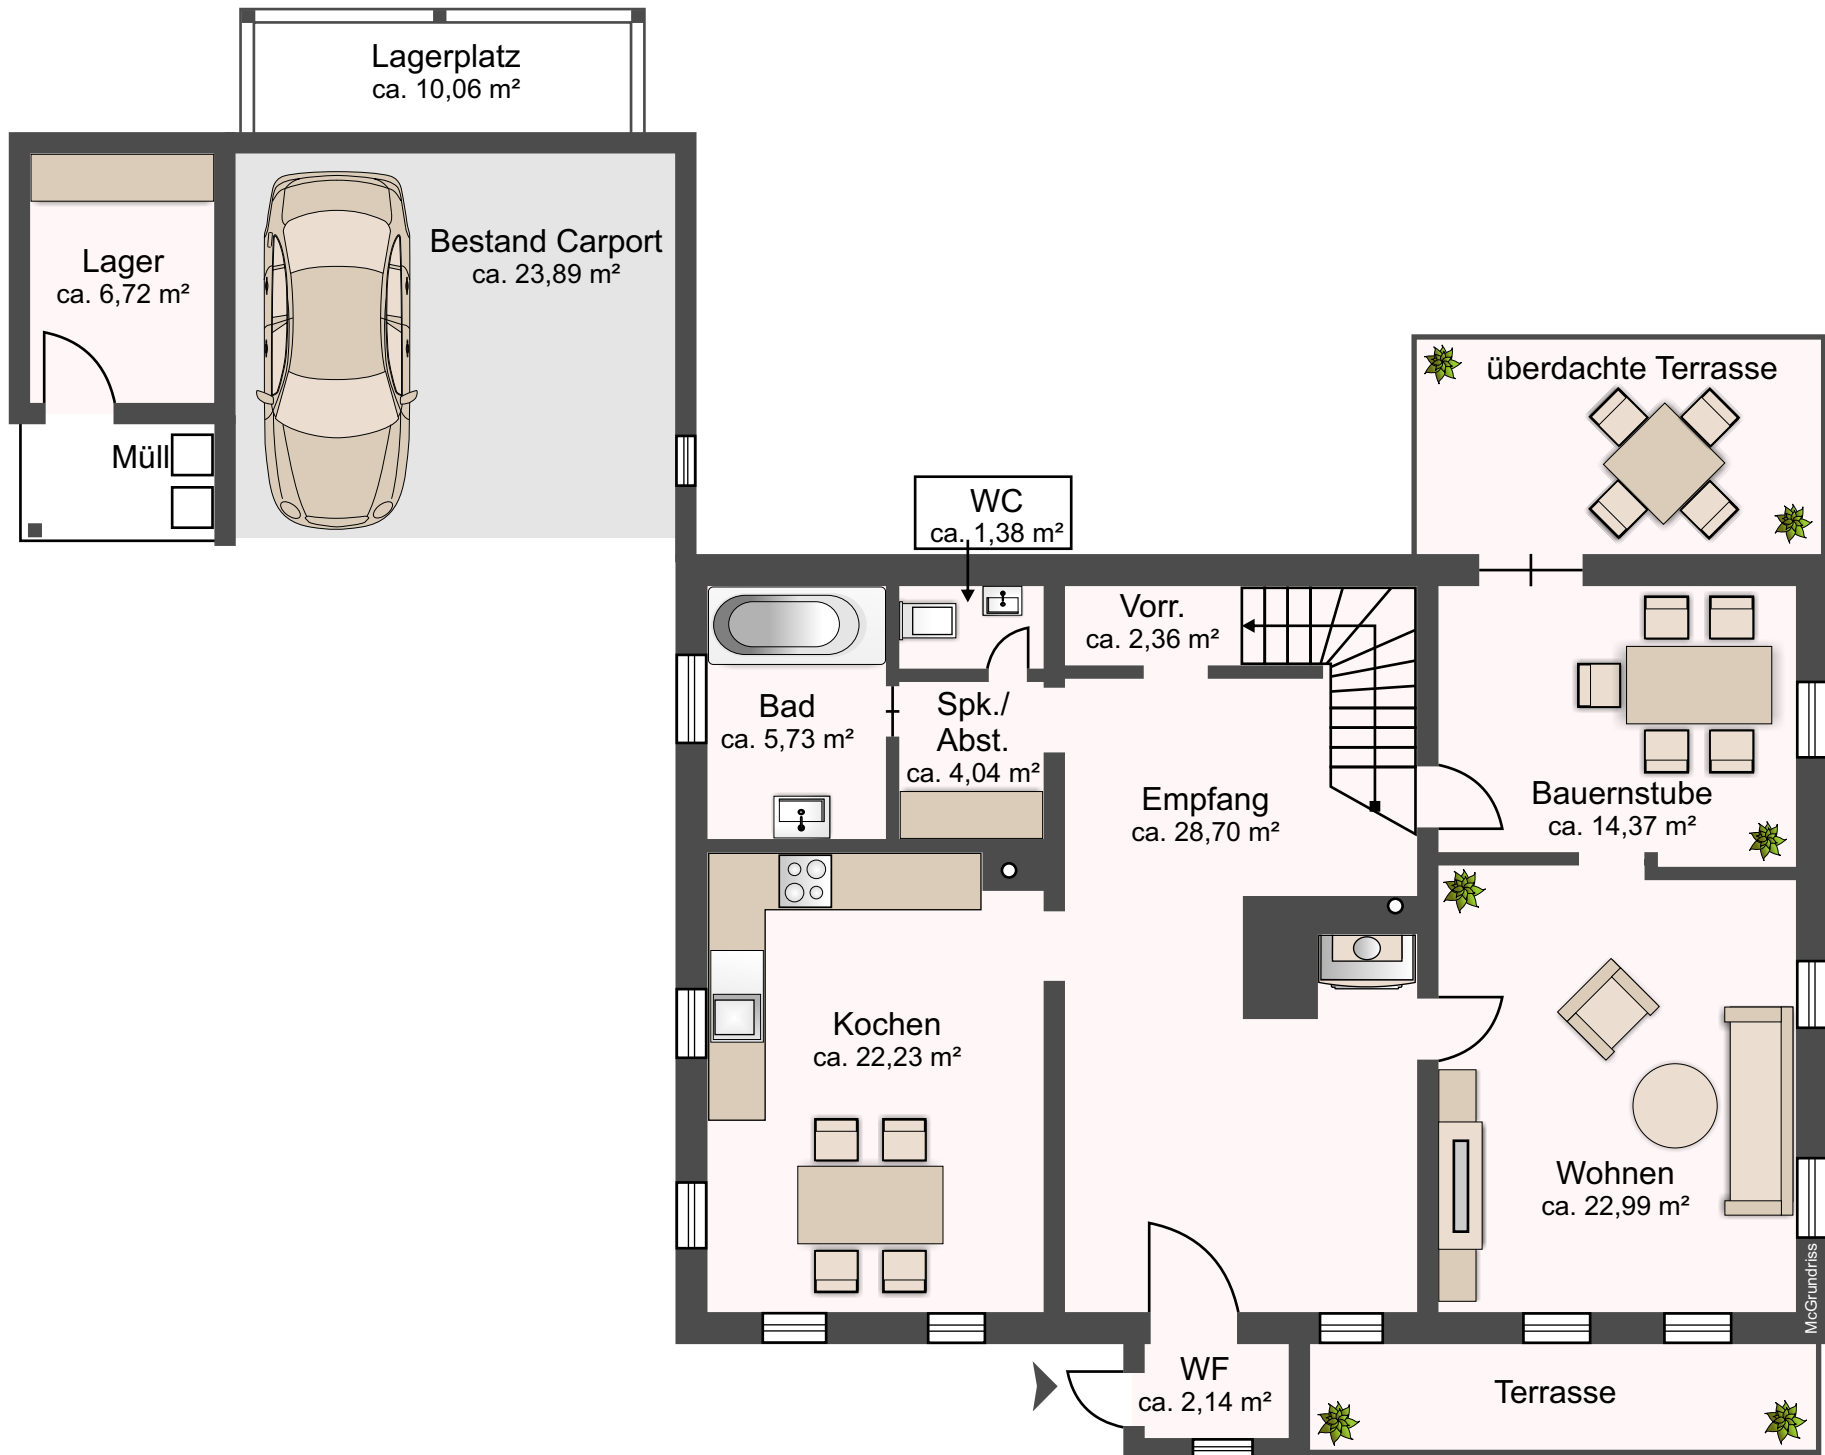 Lagerplatz
ca. 10,06 m²
Bestand Carport
ca. 23,89 m²
Lager
ca. 6,72 m²
Müll
überdachte Terrasse
WC
ca. 1,38 m²
Vorr.
ca. 2,36 m²
Bad
ca. 5,73 m²
Spk./
Abst.
ca. 4,04 m²
Empfang
ca. 28,70 m²
Bauernstube
ca. 14,37 m²
Kochen
ca. 22,23 m²
Wohnen
ca. 22,99 m²
McGrundriss
WF
ca. 2,14 m²
Terrasse